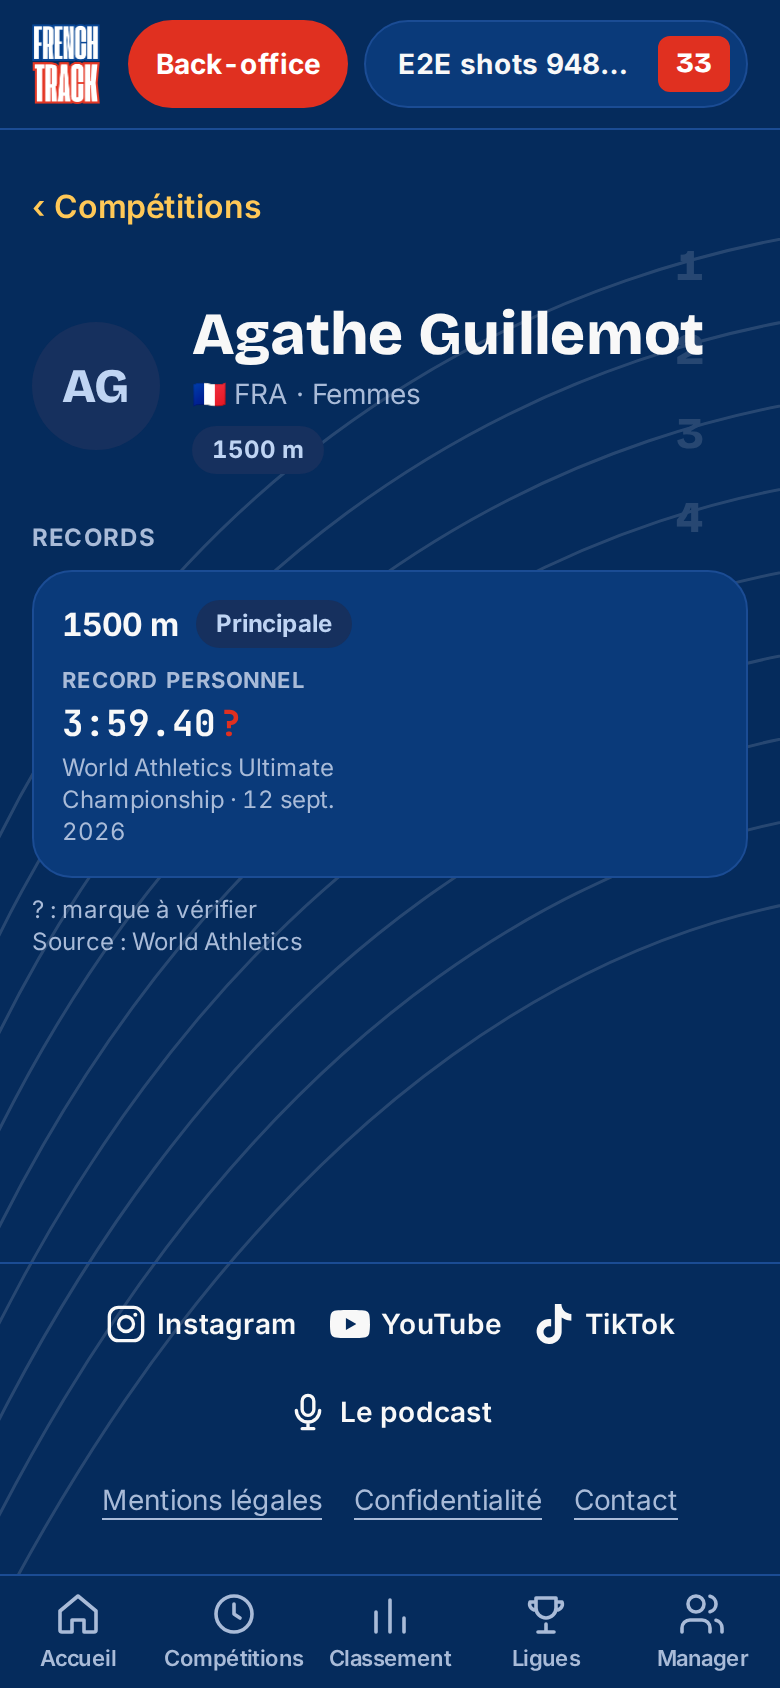 FRENCH
TRACK
Back-office
E2E shots 948... 33
‹ Compétitions
1
Agathe Guillemot
2
🇫🇷 FRA · Femmes
3
1500 m
4
RECORDS
1500 m Principale
RECORD PERSONNEL
3:59.40?
World Athletics Ultimate
Championship · 12 sept.
2026
? : marque à vérifier
Source : World Athletics
Instagram YouTube TikTok
Le podcast
Mentions légales Confidentialité Contact
Accueil Compétitions Classement Ligues Manager
AG